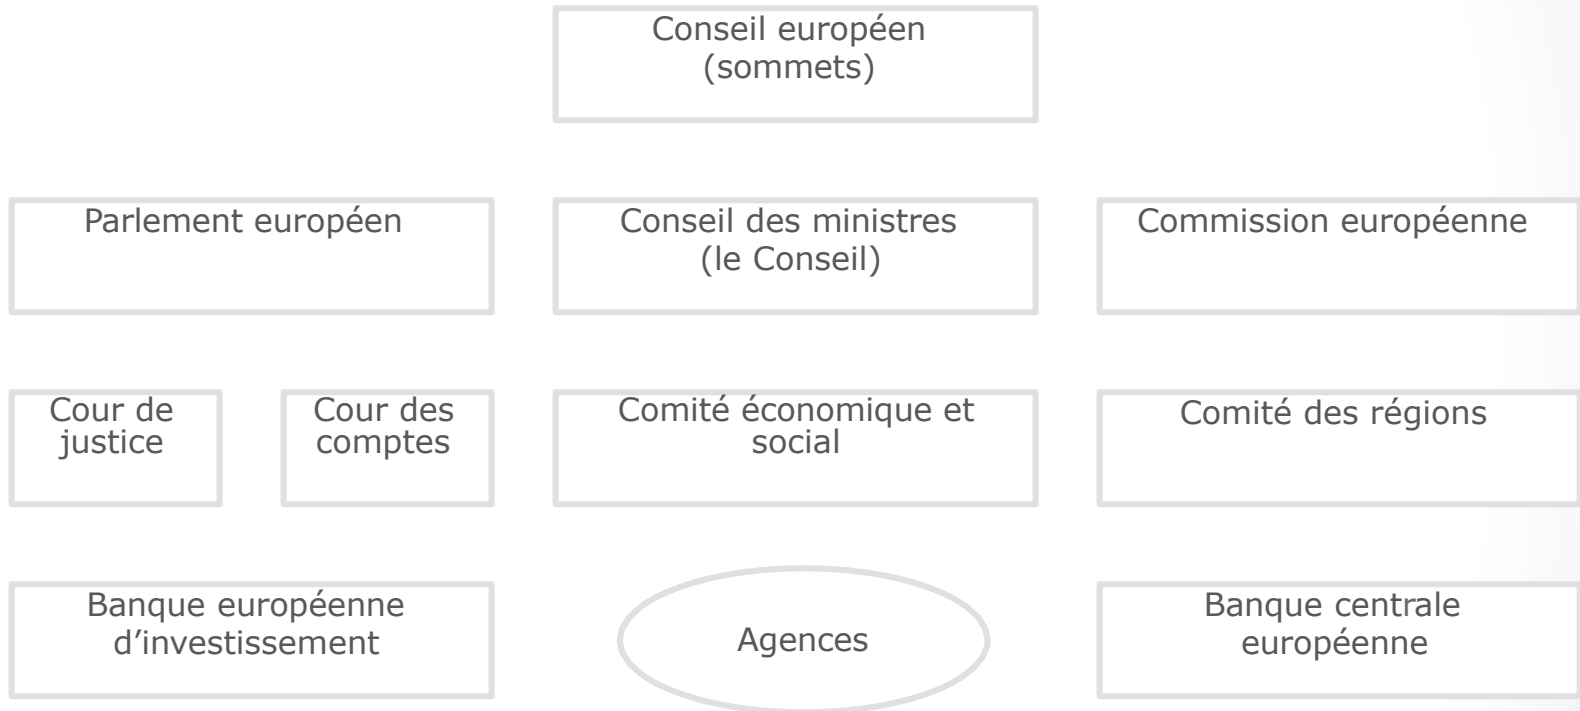 Conseil européen
(sommets)
Parlement européen
Conseil des ministres
(le Conseil)
Commission européenne
Cour de
justice
Cour des
comptes
Comité économique et
social
Comité des régions
Banque européenne
d’investissement
Agences
Banque centrale
européenne